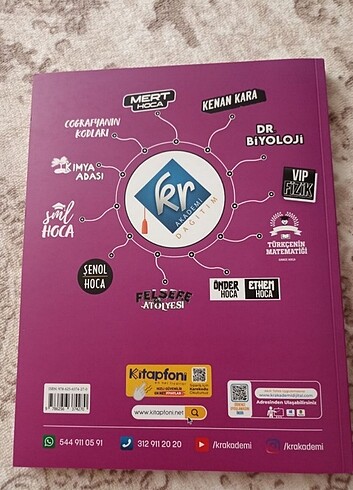 MERT
HOCA
KENAN KARA
COĞRAFYANIN
KODLARI
DR
BİYOLOJİ
KİMYA
ADASI
VIP
FİZİK
kr
AKADEMİ
DAĞITIM
şml
HOCA
TÜRKÇENİN
MATEMATİĞİ
ŞENOL
HOCA
FELSEFE
ATÖLYESİ
ÖNDER
HOCA
ETHEM
HOCA
Kitapfoni
www.kitapfoni.net
Adresinden Ulaşabilirsiniz
544 911 05 91
312 911 20 20
/krakademi
/krakademi